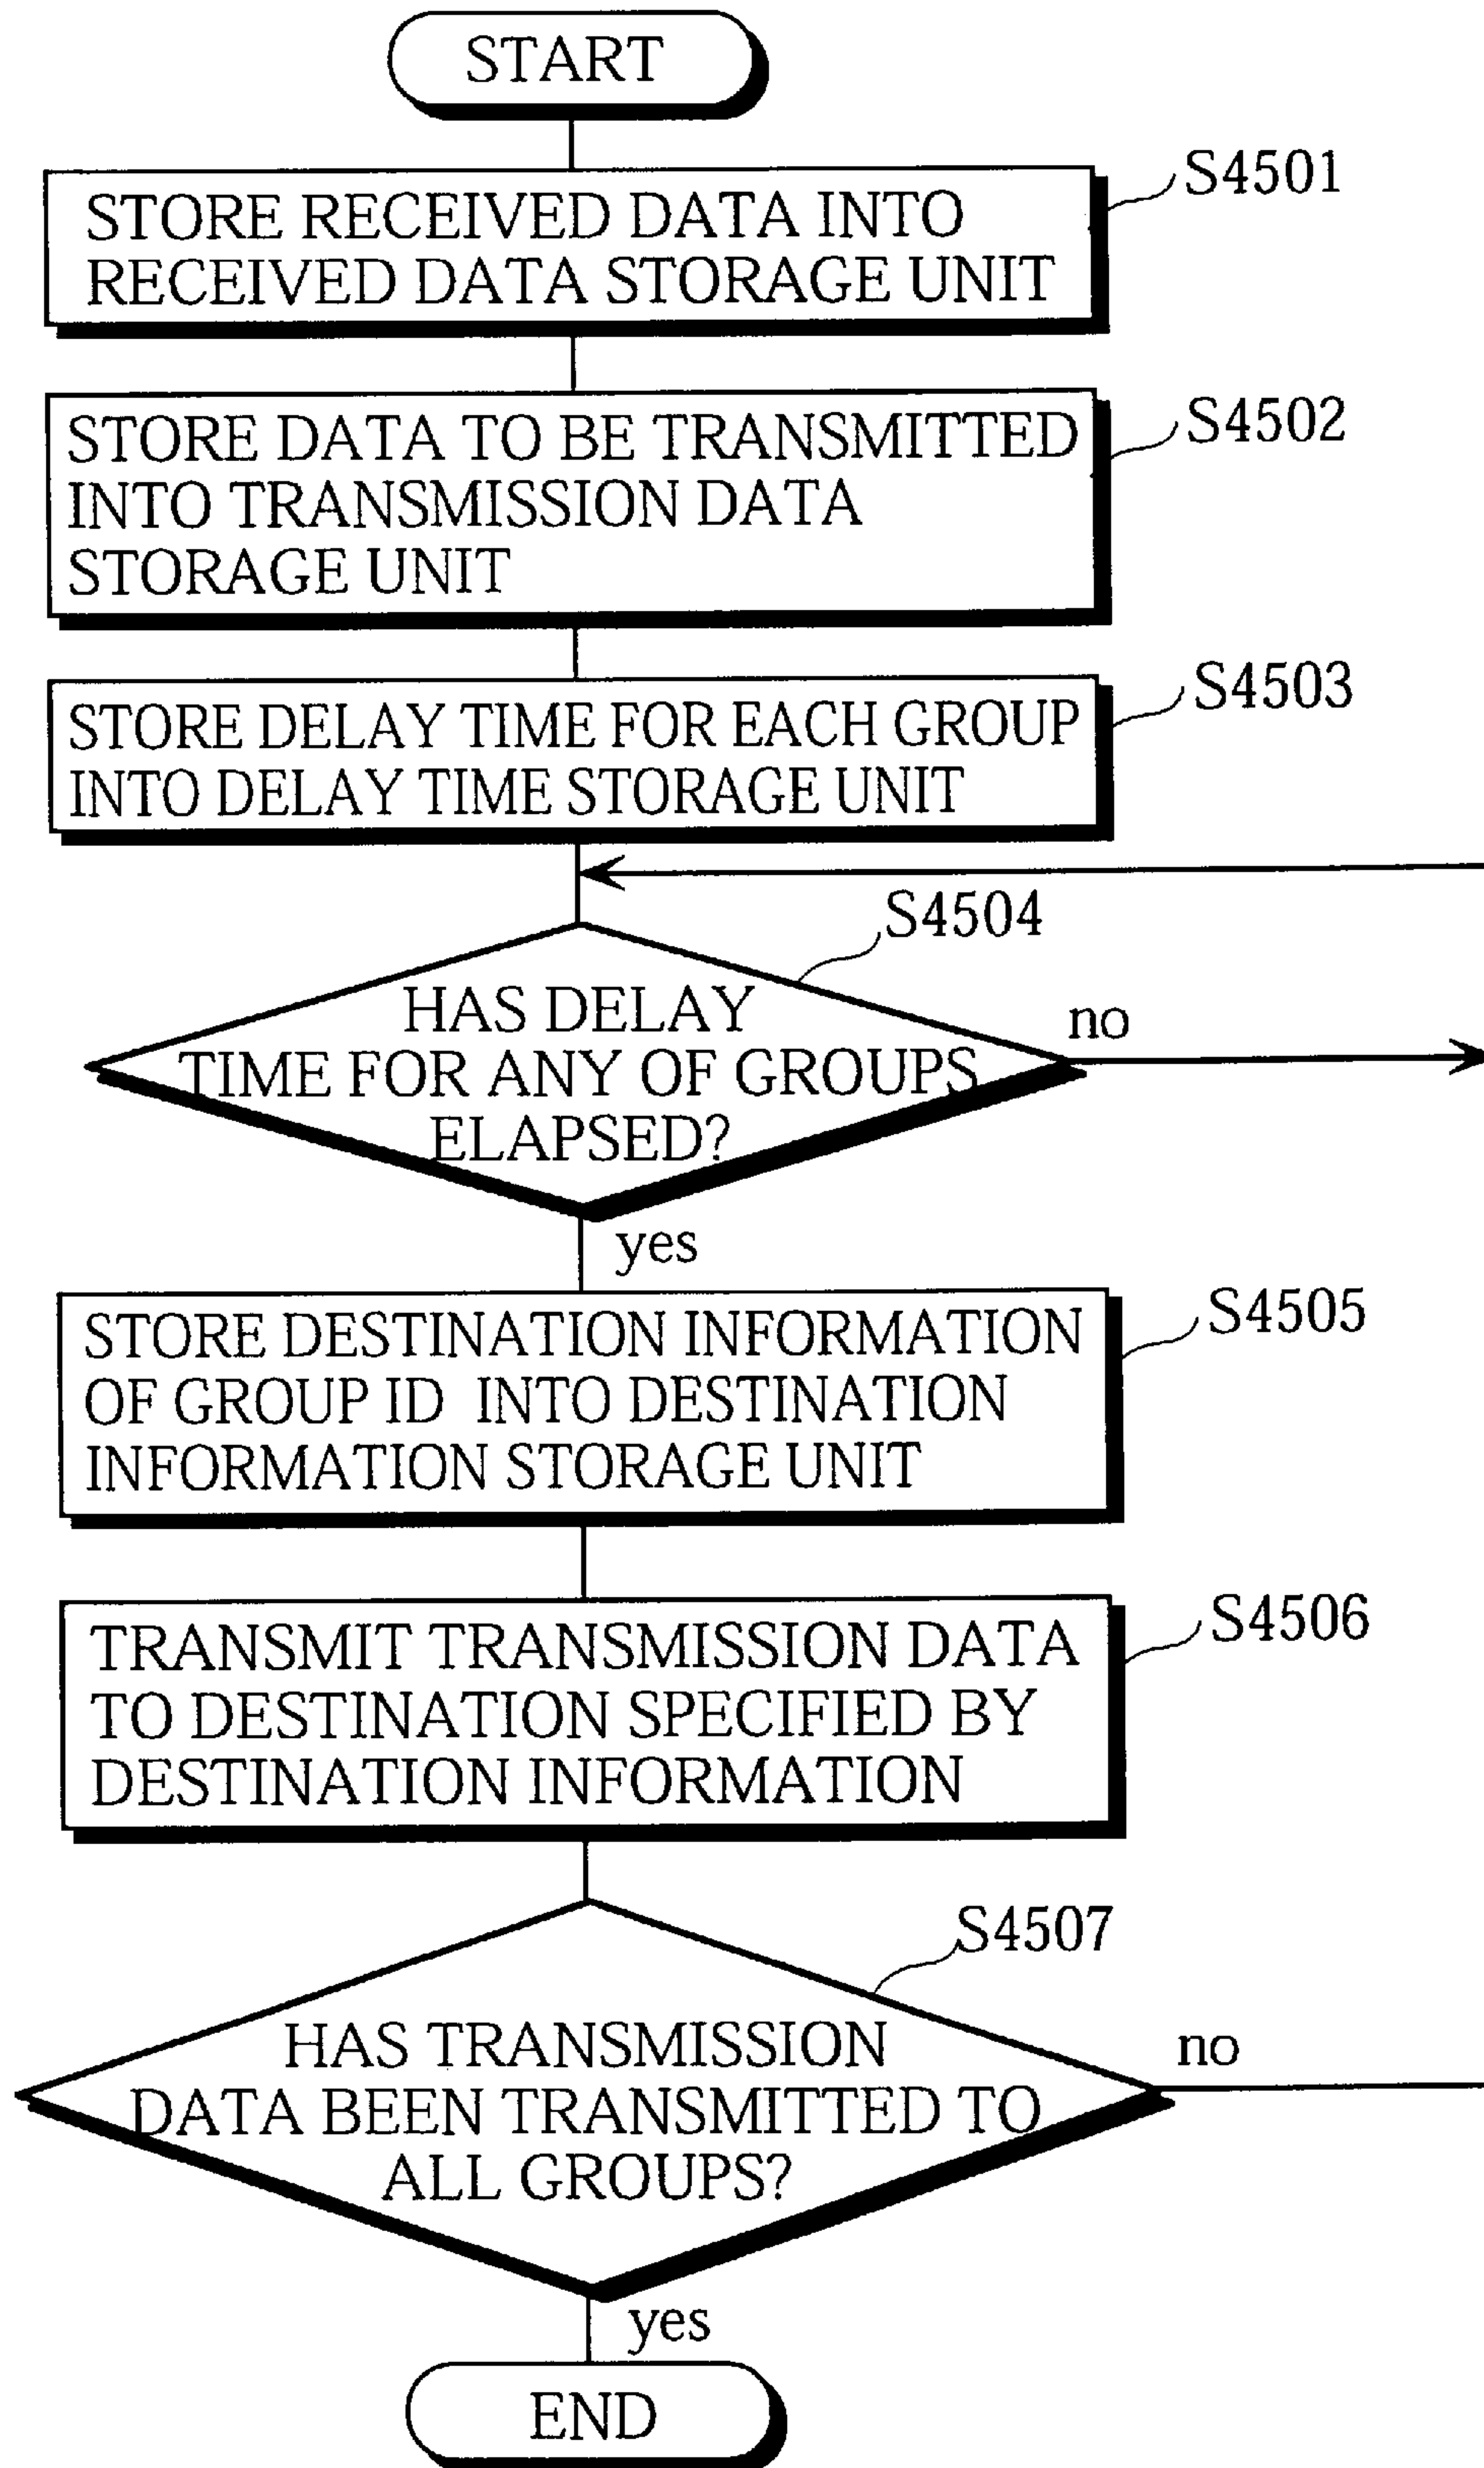 START
S4501
STORE RECEIVED DATA INTO
RECEIVED DATA STORAGE UNIT
S4502
STORE DATA TO BE TRANSMITTED
INTO TRANSMISSION DATA
STORAGE UNIT
S4503
STORE DELAY TIME FOR EACH GROUP
INTO DELAY TIME STORAGE UNIT
S4504
HAS DELAY
TIME FOR ANY OF GROUPS
ELAPSED?
no
yes
S4505
STORE DESTINATION INFORMATION
OF GROUP ID INTO DESTINATION
INFORMATION STORAGE UNIT
S4506
TRANSMIT TRANSMISSION DATA
TO DESTINATION SPECIFIED BY
DESTINATION INFORMATION
S4507
HAS TRANSMISSION
DATA BEEN TRANSMITTED TO
ALL GROUPS?
no
yes
END